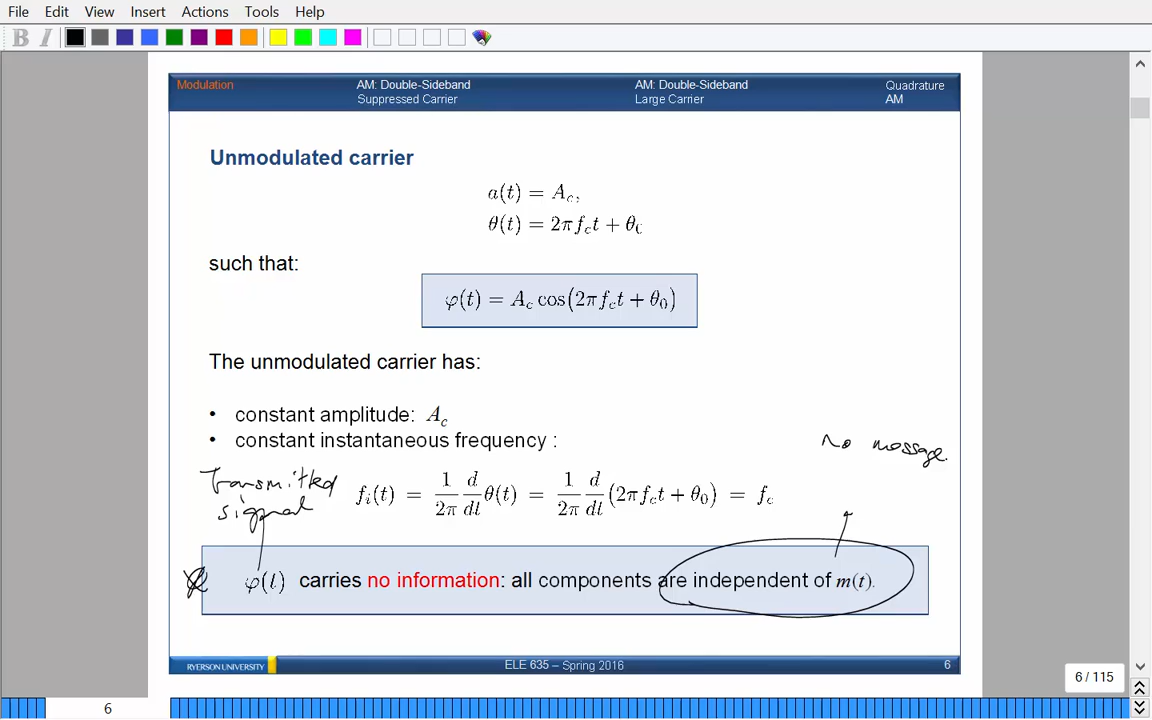 File Edit View Insert Actions Tools Help
B I
Modulation AM: Double-Sideband Suppressed Carrier AM: Double-Sideband Large Carrier Quadrature AM
Unmodulated carrier
a(t) = A_c,
θ(t) = 2πf_ct + θ_0
such that:
φ(t) = A_c cos(2πf_ct + θ_0)
The unmodulated carrier has:
• constant amplitude: A_c
• constant instantaneous frequency :
No message.
Transmitted
signal
f_i(t) = 1/2π d/dt θ(t) = 1/2π d/dt (2πf_ct + θ_0) = f_c
φ(t) carries no information: all components are independent of m(t).
RYERSON UNIVERSITY ELE 635 – Spring 2016 6
6 / 115
6